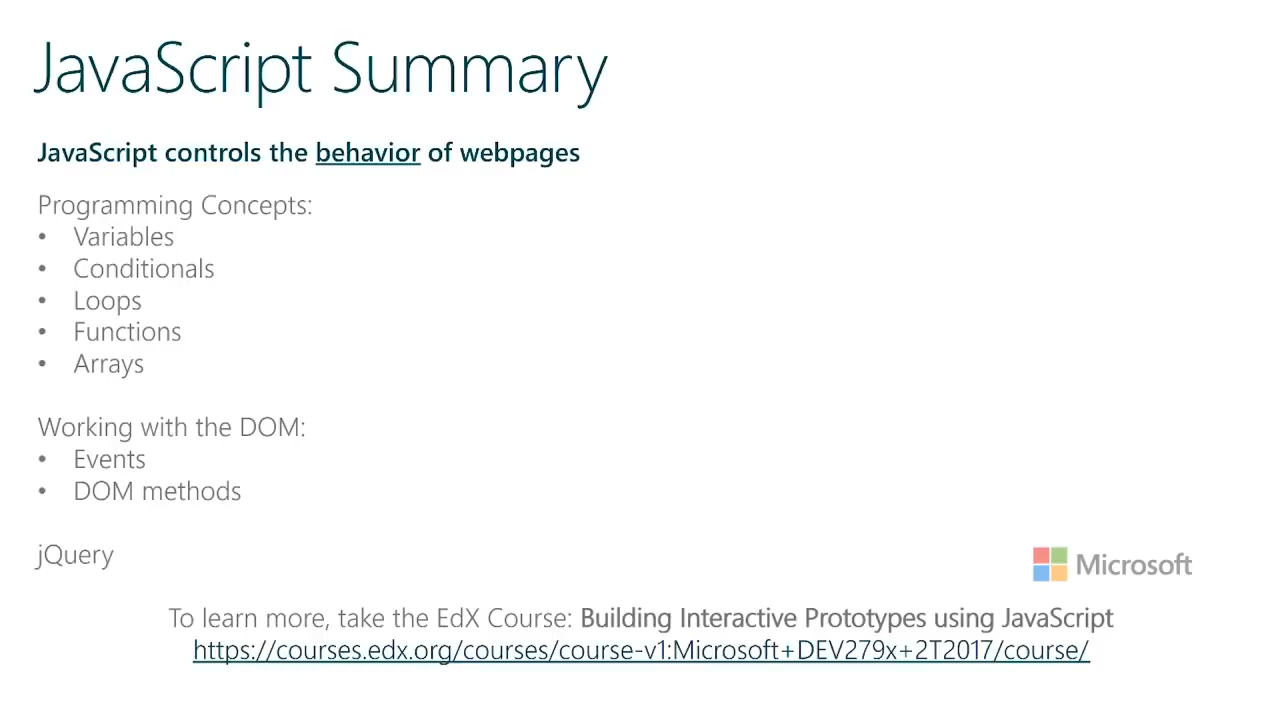 JavaScript Summary
JavaScript controls the behavior of webpages
Programming Concepts:
• Variables
• Conditionals
• Loops
• Functions
• Arrays
Working with the DOM:
• Events
• DOM methods
jQuery
Microsoft
To learn more, take the EdX Course: Building Interactive Prototypes using JavaScript
https://courses.edx.org/courses/course-v1:Microsoft+DEV279x+2T2017/course/